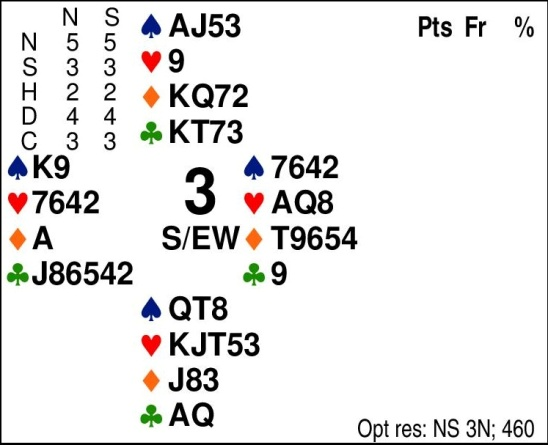 N S
N 5 5
S 3 3
H 2 2
D 4 4
C 3 3
♠ AJ53
♥ 9
♦ KQ72
♣ KT73
Pts Fr %
♠K9
♥7642
♦A
♣J86542
3
S/EW
♠ 7642
♥ AQ8
♦ T9654
♣ 9
♠ QT8
♥ KJT53
♦ J83
♣ AQ
Opt res: NS 3N; 460